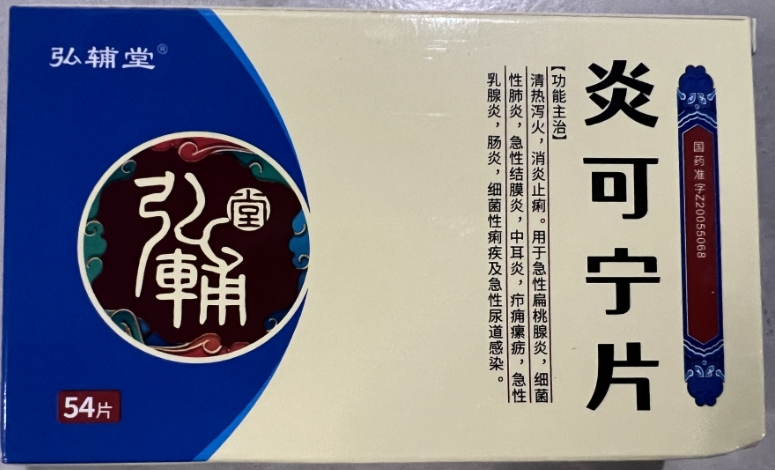 弘辅堂®
弘輔堂
54片
国药准字Z20055068
炎可宁片
【功能主治】
清热泻火，消炎止痢。用于急性扁桃腺炎，细菌
性肺炎，急性结膜炎，中耳炎，疖痈瘰疬，急性
乳腺炎，肠炎，细菌性痢疾及急性尿道感染。